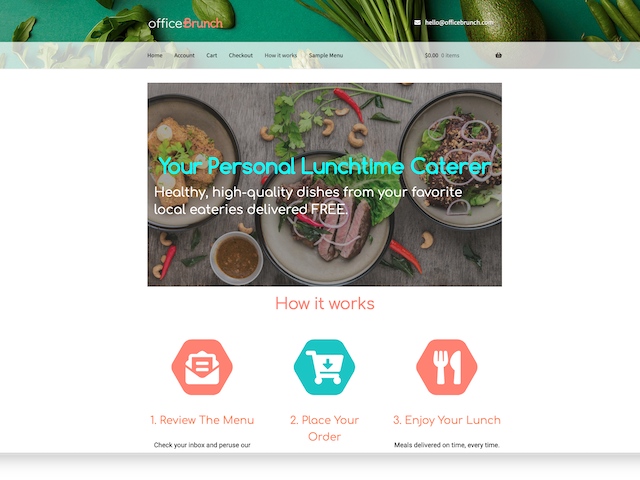 officeBrunch
hello@officebrunch.com
Home Account Cart Checkout How it works Sample Menu $0.00 0 items
Your Personal Lunchtime Caterer
Healthy, high-quality dishes from your favorite
local eateries delivered FREE.
How it works
1. Review The Menu
2. Place Your
Order
3. Enjoy Your Lunch
Check your inbox and peruse our
Meals delivered on time, every time.